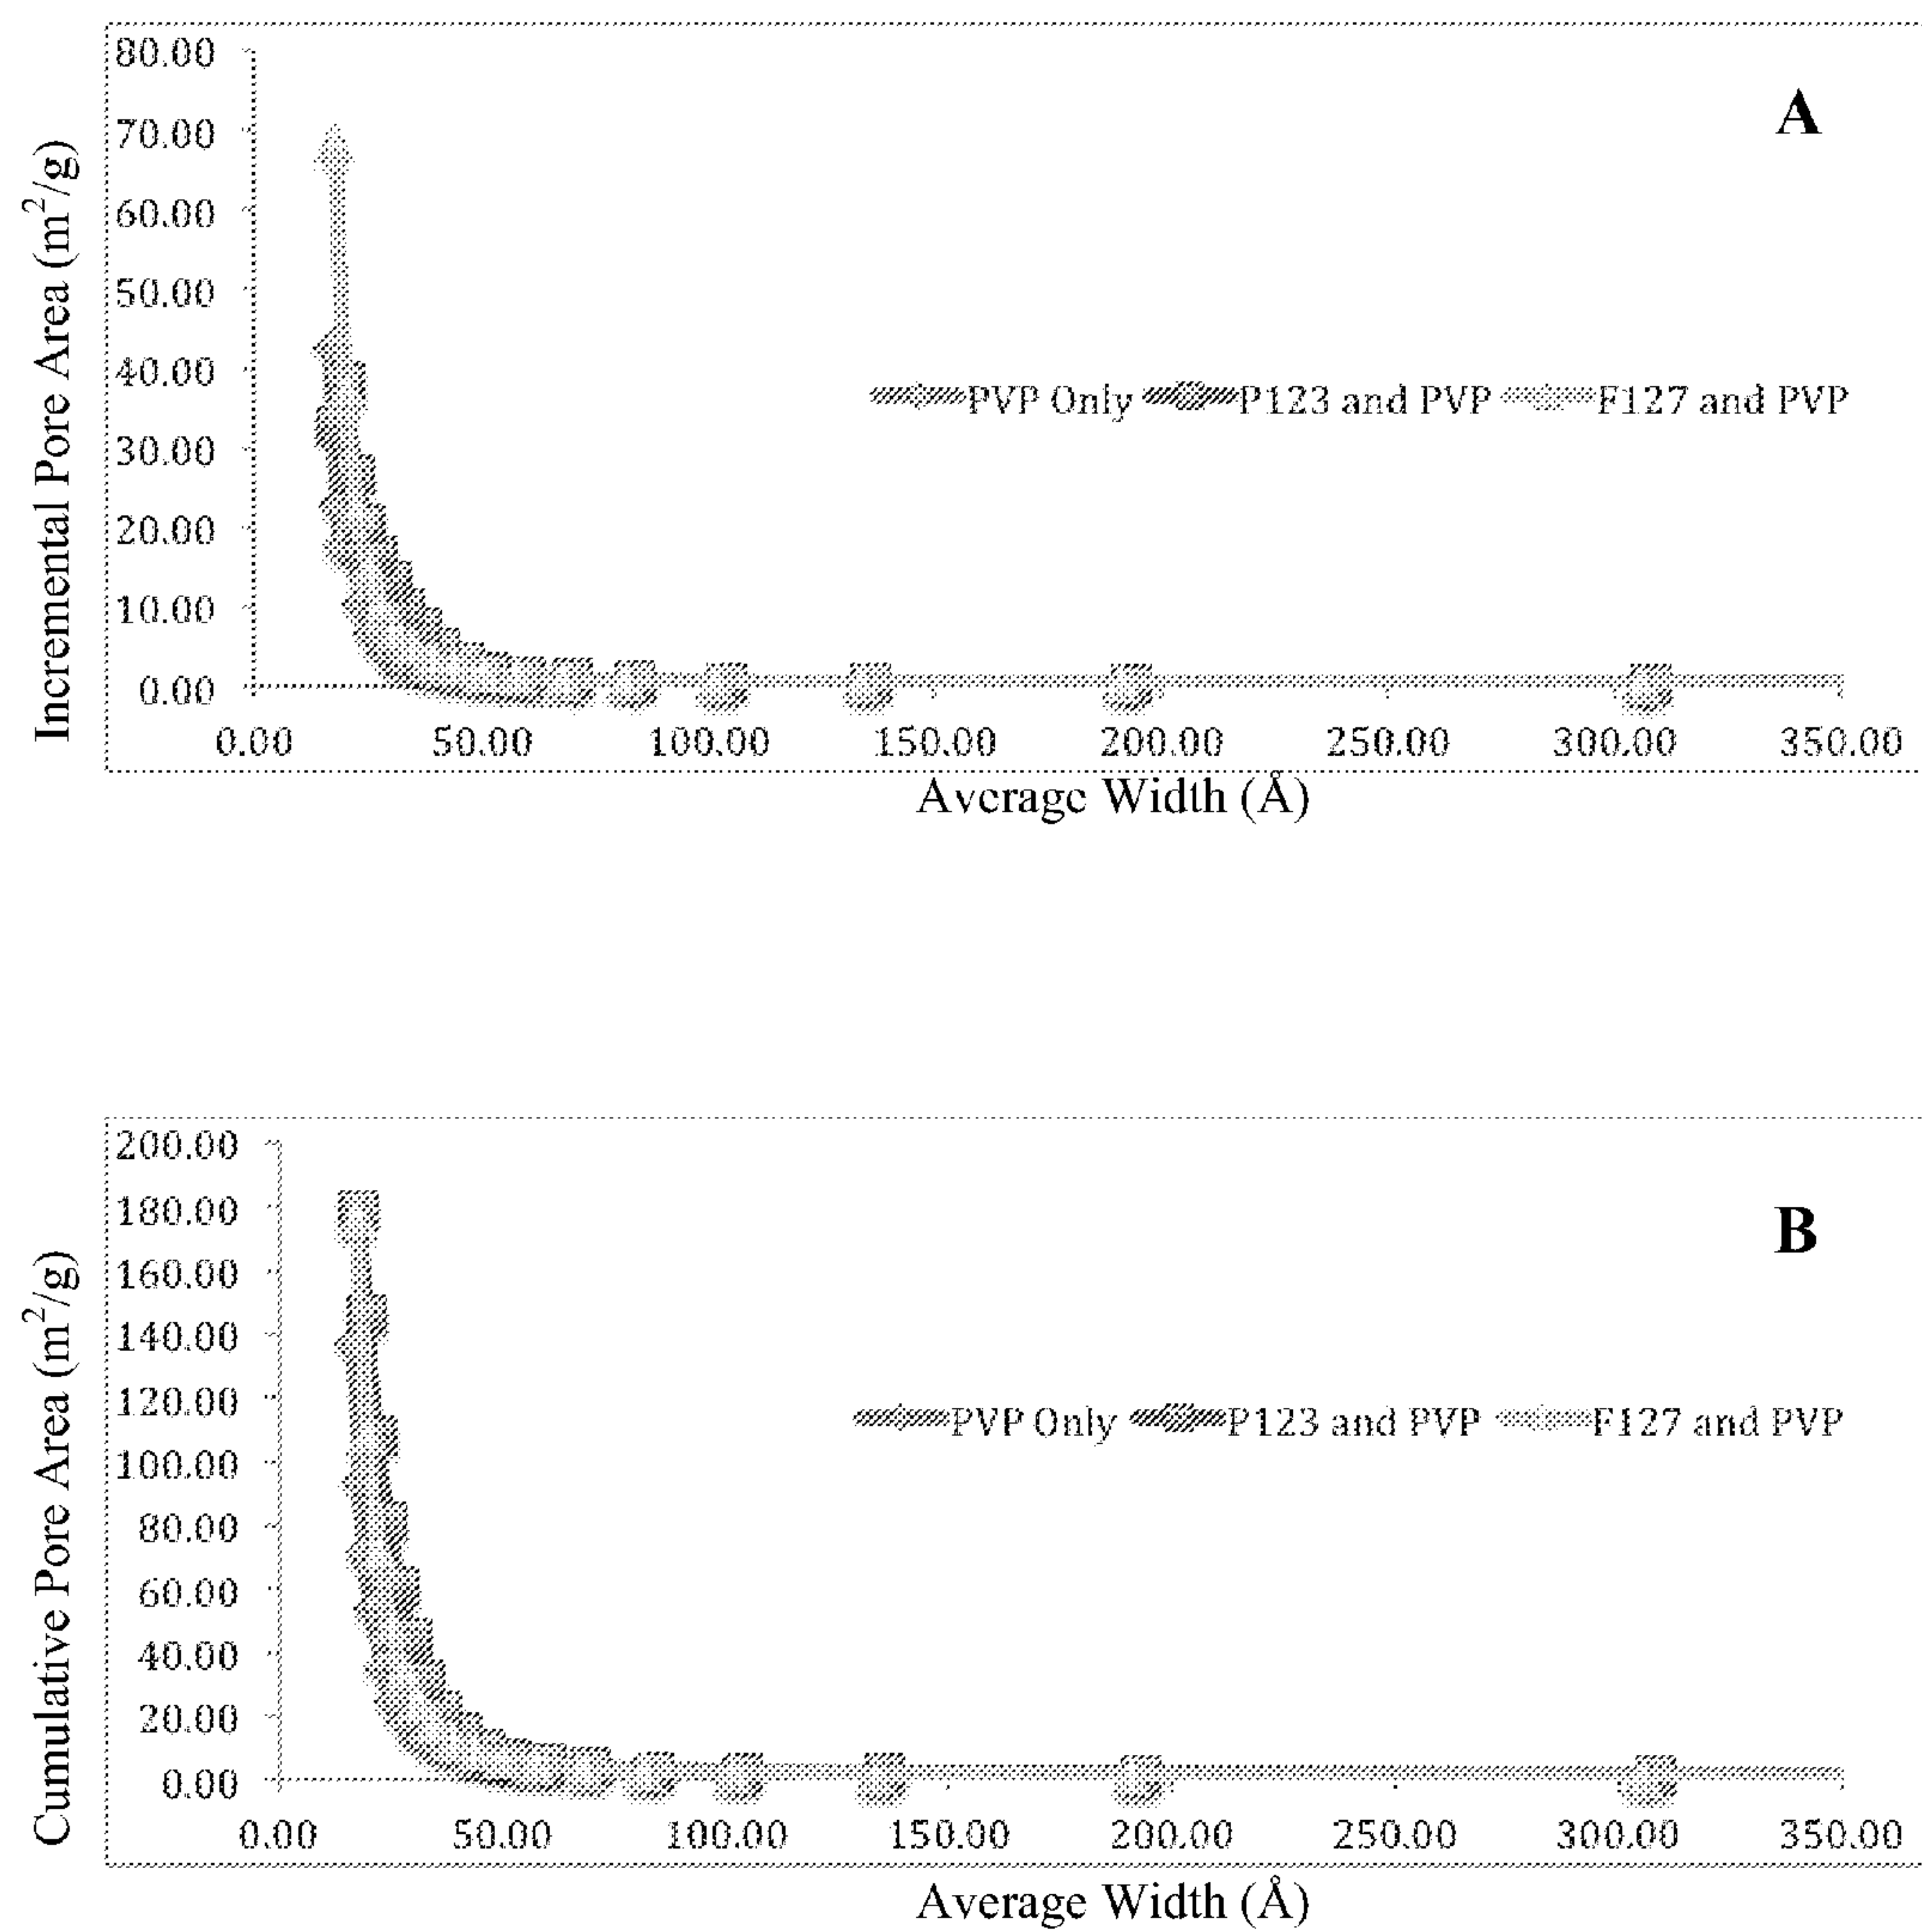 A
Incremental Pore Area (m²/g)
80.00
70.00
60.00
50.00
40.00
30.00
20.00
10.00
0.00
PVP Only P123 and PVP F127 and PVP
0.00 50.00 100.00 150.00 200.00 250.00 300.00 350.00
Average Width (Å)
B
Cumulative Pore Area (m²/g)
200.00
180.00
160.00
140.00
120.00
100.00
80.00
60.00
40.00
20.00
0.00
PVP Only P123 and PVP F127 and PVP
0.00 50.00 100.00 150.00 200.00 250.00 300.00 350.00
Average Width (Å)